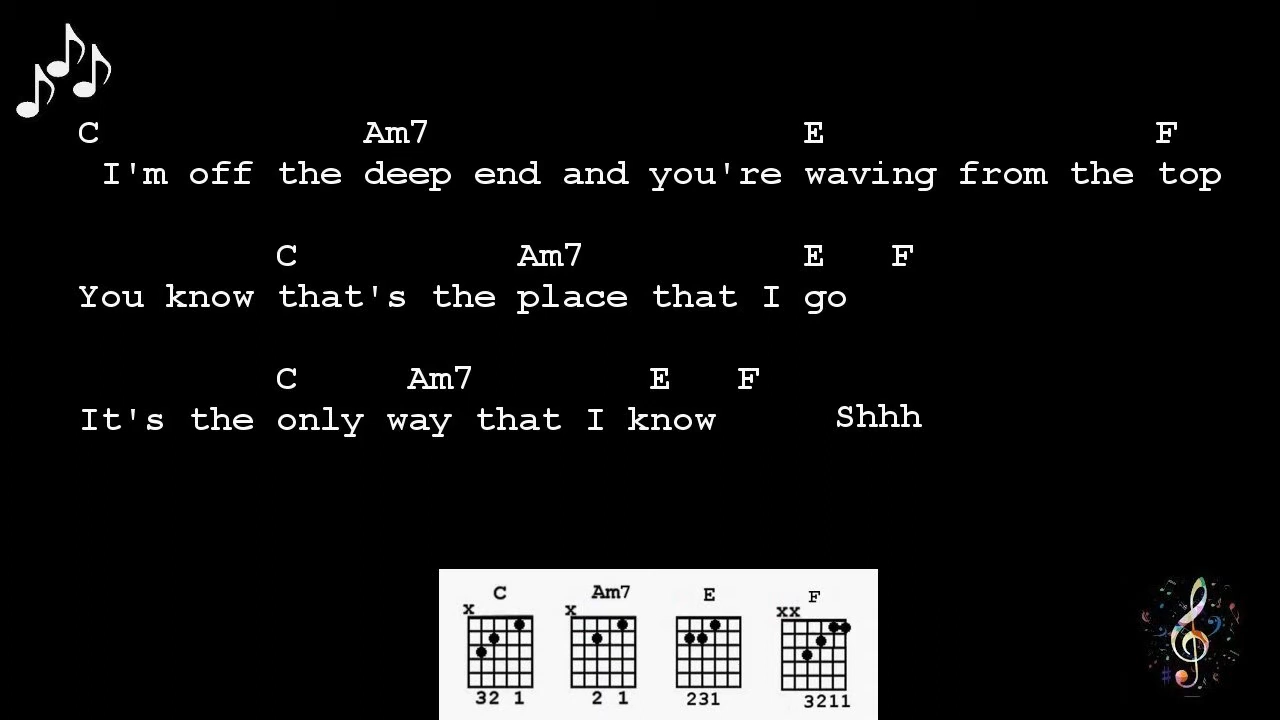 C Am7 E F
I'm off the deep end and you're waving from the top
C Am7 E F
You know that's the place that I go
C Am7 E F
It's the only way that I know Shhh
C Am7 E F
x x xx
32 1 2 1 231 3211